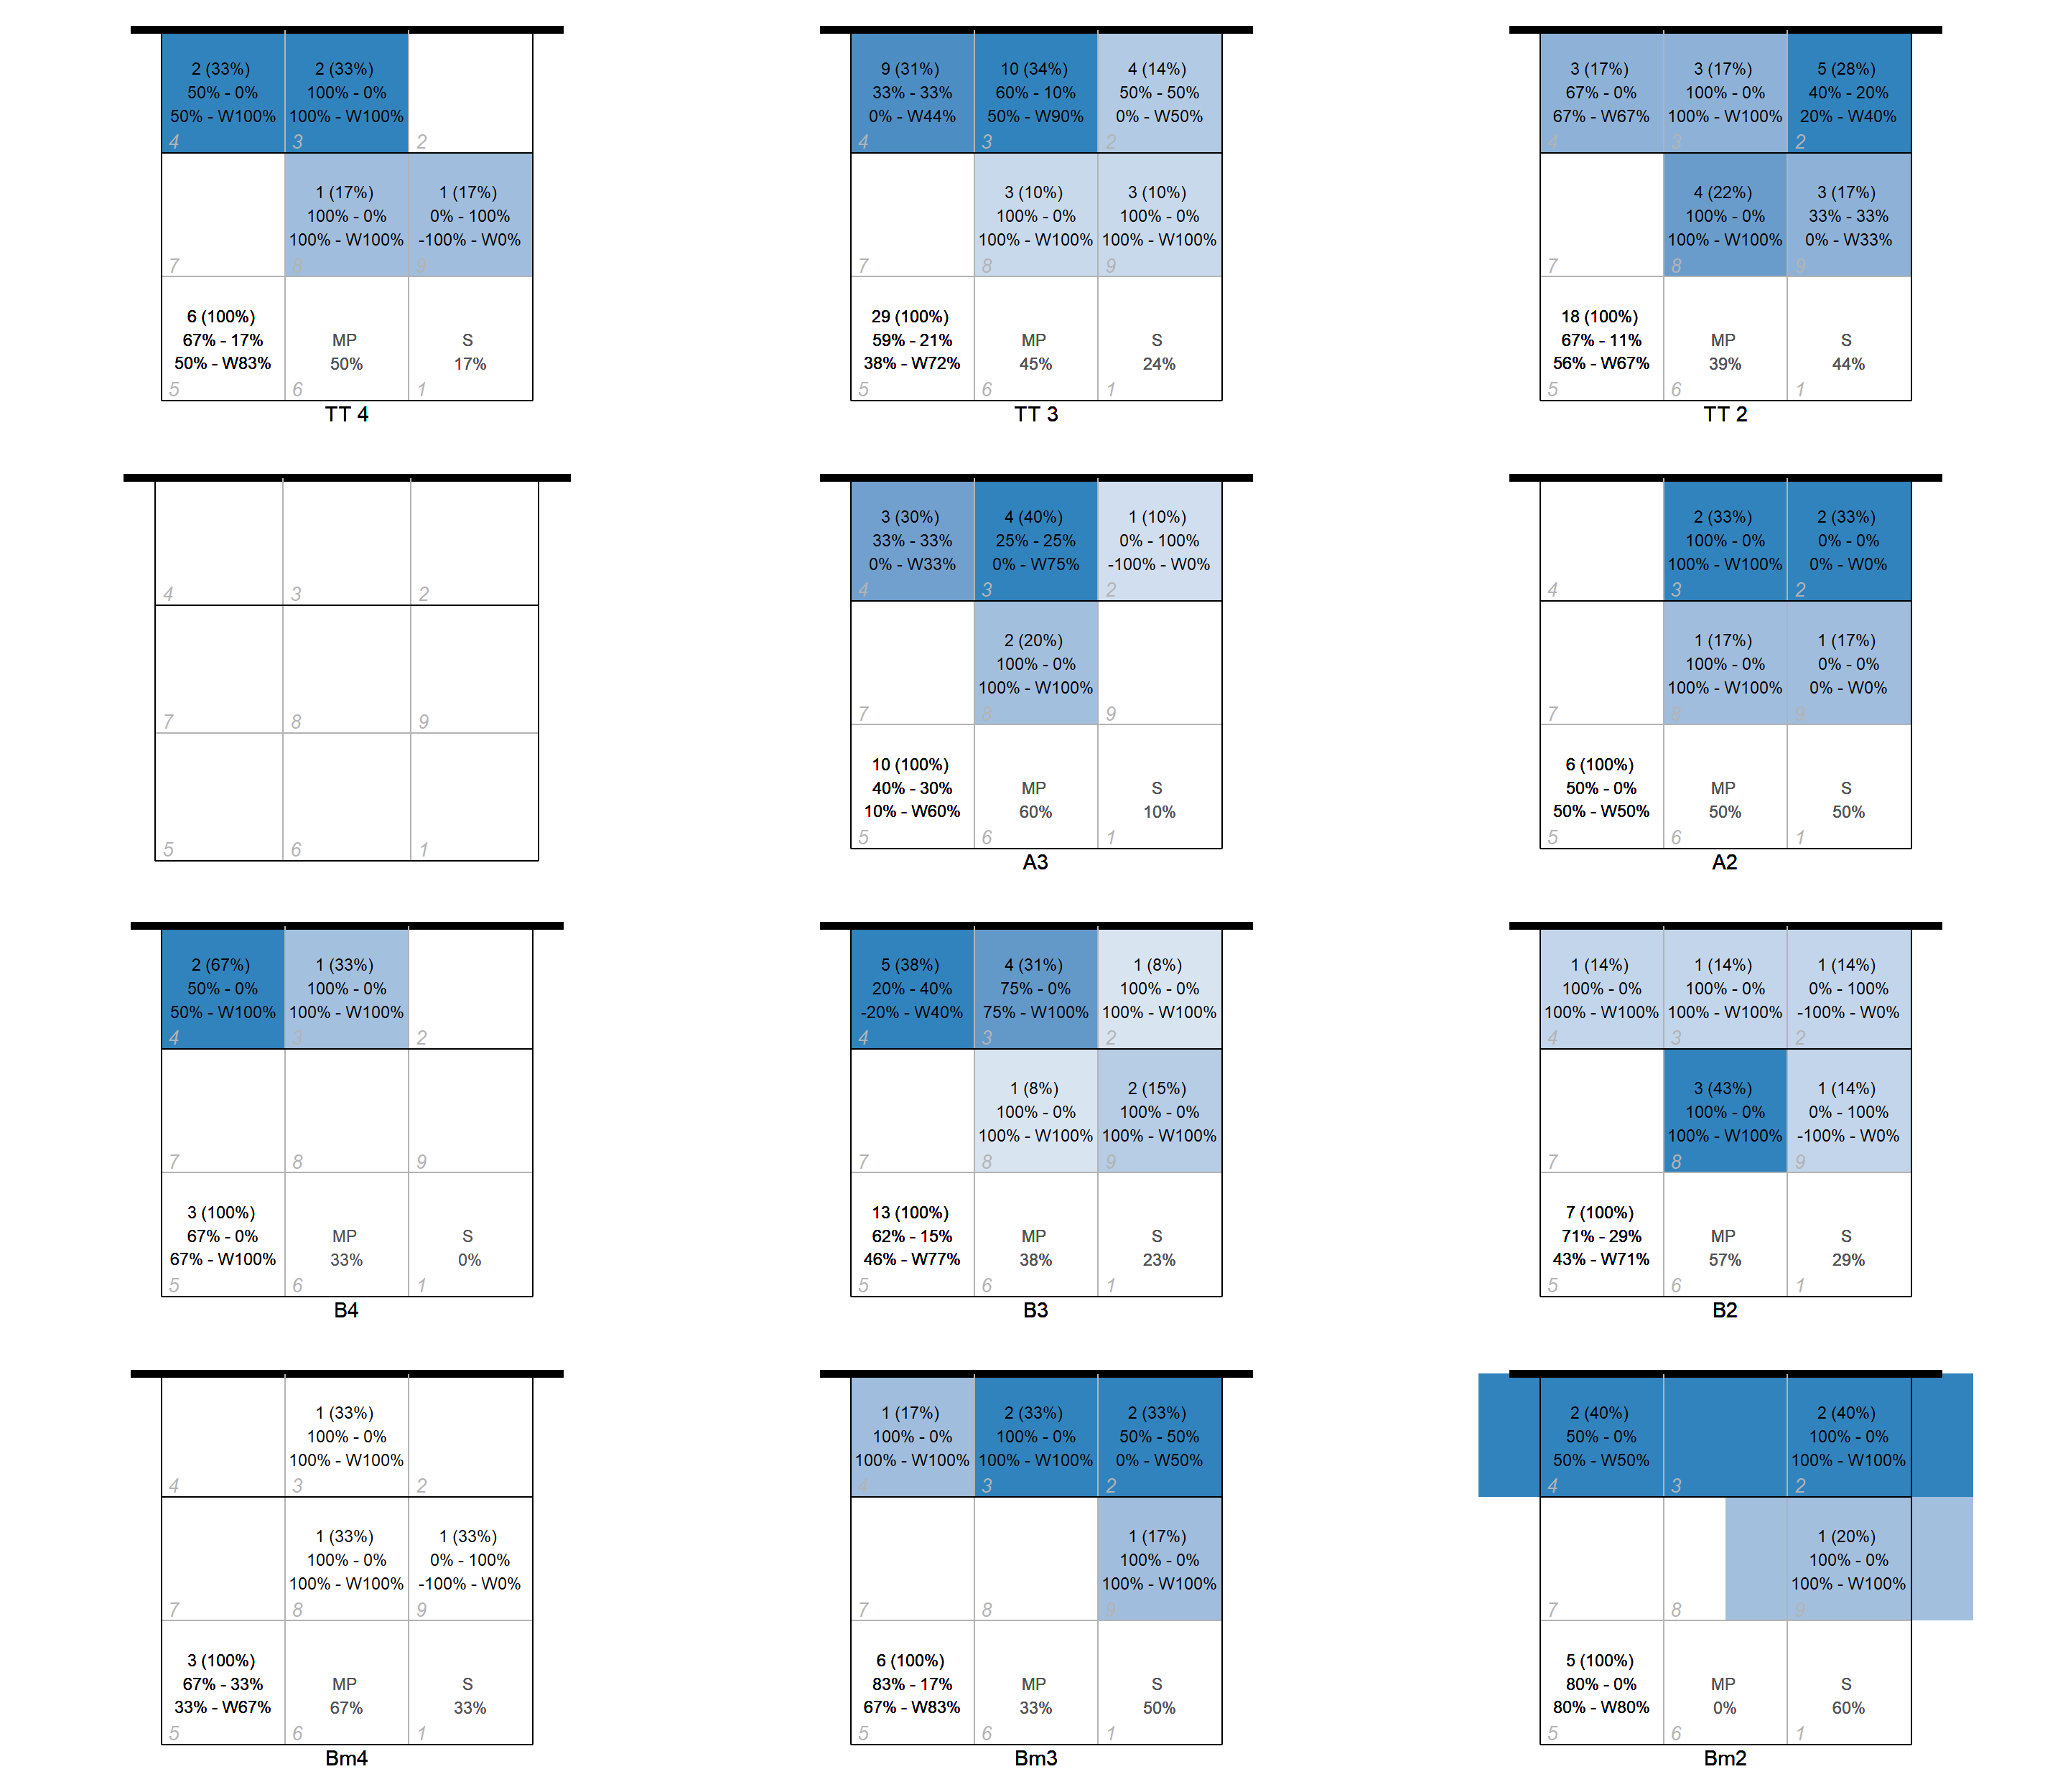 2 (33%)
50% - 0%
50% - W100%
4
2 (33%)
100% - 0%
100% - W100%
3
2
7
1 (17%)
100% - 0%
100% - W100%
8
1 (17%)
0% - 100%
-100% - W0%
9
6 (100%)
67% - 17%
50% - W83%
5
MP
50%
6
S
17%
1
TT 4
9 (31%)
33% - 33%
0% - W44%
4
10 (34%)
60% - 10%
50% - W90%
3
4 (14%)
50% - 50%
0% - W50%
2
7
3 (10%)
100% - 0%
100% - W100%
8
3 (10%)
100% - 0%
100% - W100%
9
29 (100%)
59% - 21%
38% - W72%
5
MP
45%
6
S
24%
1
TT 3
3 (17%)
67% - 0%
67% - W67%
4
3 (17%)
100% - 0%
100% - W100%
3
5 (28%)
40% - 20%
20% - W40%
2
7
4 (22%)
100% - 0%
100% - W100%
8
3 (17%)
33% - 33%
0% - W33%
9
18 (100%)
67% - 11%
56% - W67%
5
MP
39%
6
S
44%
1
TT 2
4
3
2
7
8
9
5
6
1
3 (30%)
33% - 33%
0% - W33%
4
4 (40%)
25% - 25%
0% - W75%
3
1 (10%)
0% - 100%
-100% - W0%
2
7
2 (20%)
100% - 0%
100% - W100%
8
9
10 (100%)
40% - 30%
10% - W60%
5
MP
60%
6
S
10%
1
A3
4
2 (33%)
100% - 0%
100% - W100%
3
2 (33%)
0% - 0%
0% - W0%
2
7
1 (17%)
100% - 0%
100% - W100%
8
1 (17%)
0% - 0%
0% - W0%
9
6 (100%)
50% - 0%
50% - W50%
5
MP
50%
6
S
50%
1
A2
2 (67%)
50% - 0%
50% - W100%
4
1 (33%)
100% - 0%
100% - W100%
3
2
7
8
9
3 (100%)
67% - 0%
67% - W100%
5
MP
33%
6
S
0%
1
B4
5 (38%)
20% - 40%
-20% - W40%
4
4 (31%)
75% - 0%
75% - W100%
3
1 (8%)
100% - 0%
100% - W100%
2
7
1 (8%)
100% - 0%
100% - W100%
8
2 (15%)
100% - 0%
100% - W100%
9
13 (100%)
62% - 15%
46% - W77%
5
MP
38%
6
S
23%
1
B3
1 (14%)
100% - 0%
100% - W100%
4
1 (14%)
100% - 0%
100% - W100%
3
1 (14%)
0% - 100%
-100% - W0%
2
7
3 (43%)
100% - 0%
100% - W100%
8
1 (14%)
0% - 100%
-100% - W0%
9
7 (100%)
71% - 29%
43% - W71%
5
MP
57%
6
S
29%
1
B2
4
1 (33%)
100% - 0%
100% - W100%
3
2
7
1 (33%)
100% - 0%
100% - W100%
8
1 (33%)
0% - 100%
-100% - W0%
9
3 (100%)
67% - 33%
33% - W67%
5
MP
67%
6
S
33%
1
Bm4
1 (17%)
100% - 0%
100% - W100%
4
2 (33%)
100% - 0%
100% - W100%
3
2 (33%)
50% - 50%
0% - W50%
2
7
8
1 (17%)
100% - 0%
100% - W100%
9
6 (100%)
83% - 17%
67% - W83%
5
MP
33%
6
S
50%
1
Bm3
2 (40%)
50% - 0%
50% - W50%
4
3
2 (40%)
100% - 0%
100% - W100%
2
7
8
1 (20%)
100% - 0%
100% - W100%
9
5 (100%)
80% - 0%
80% - W80%
5
MP
0%
6
S
60%
1
Bm2